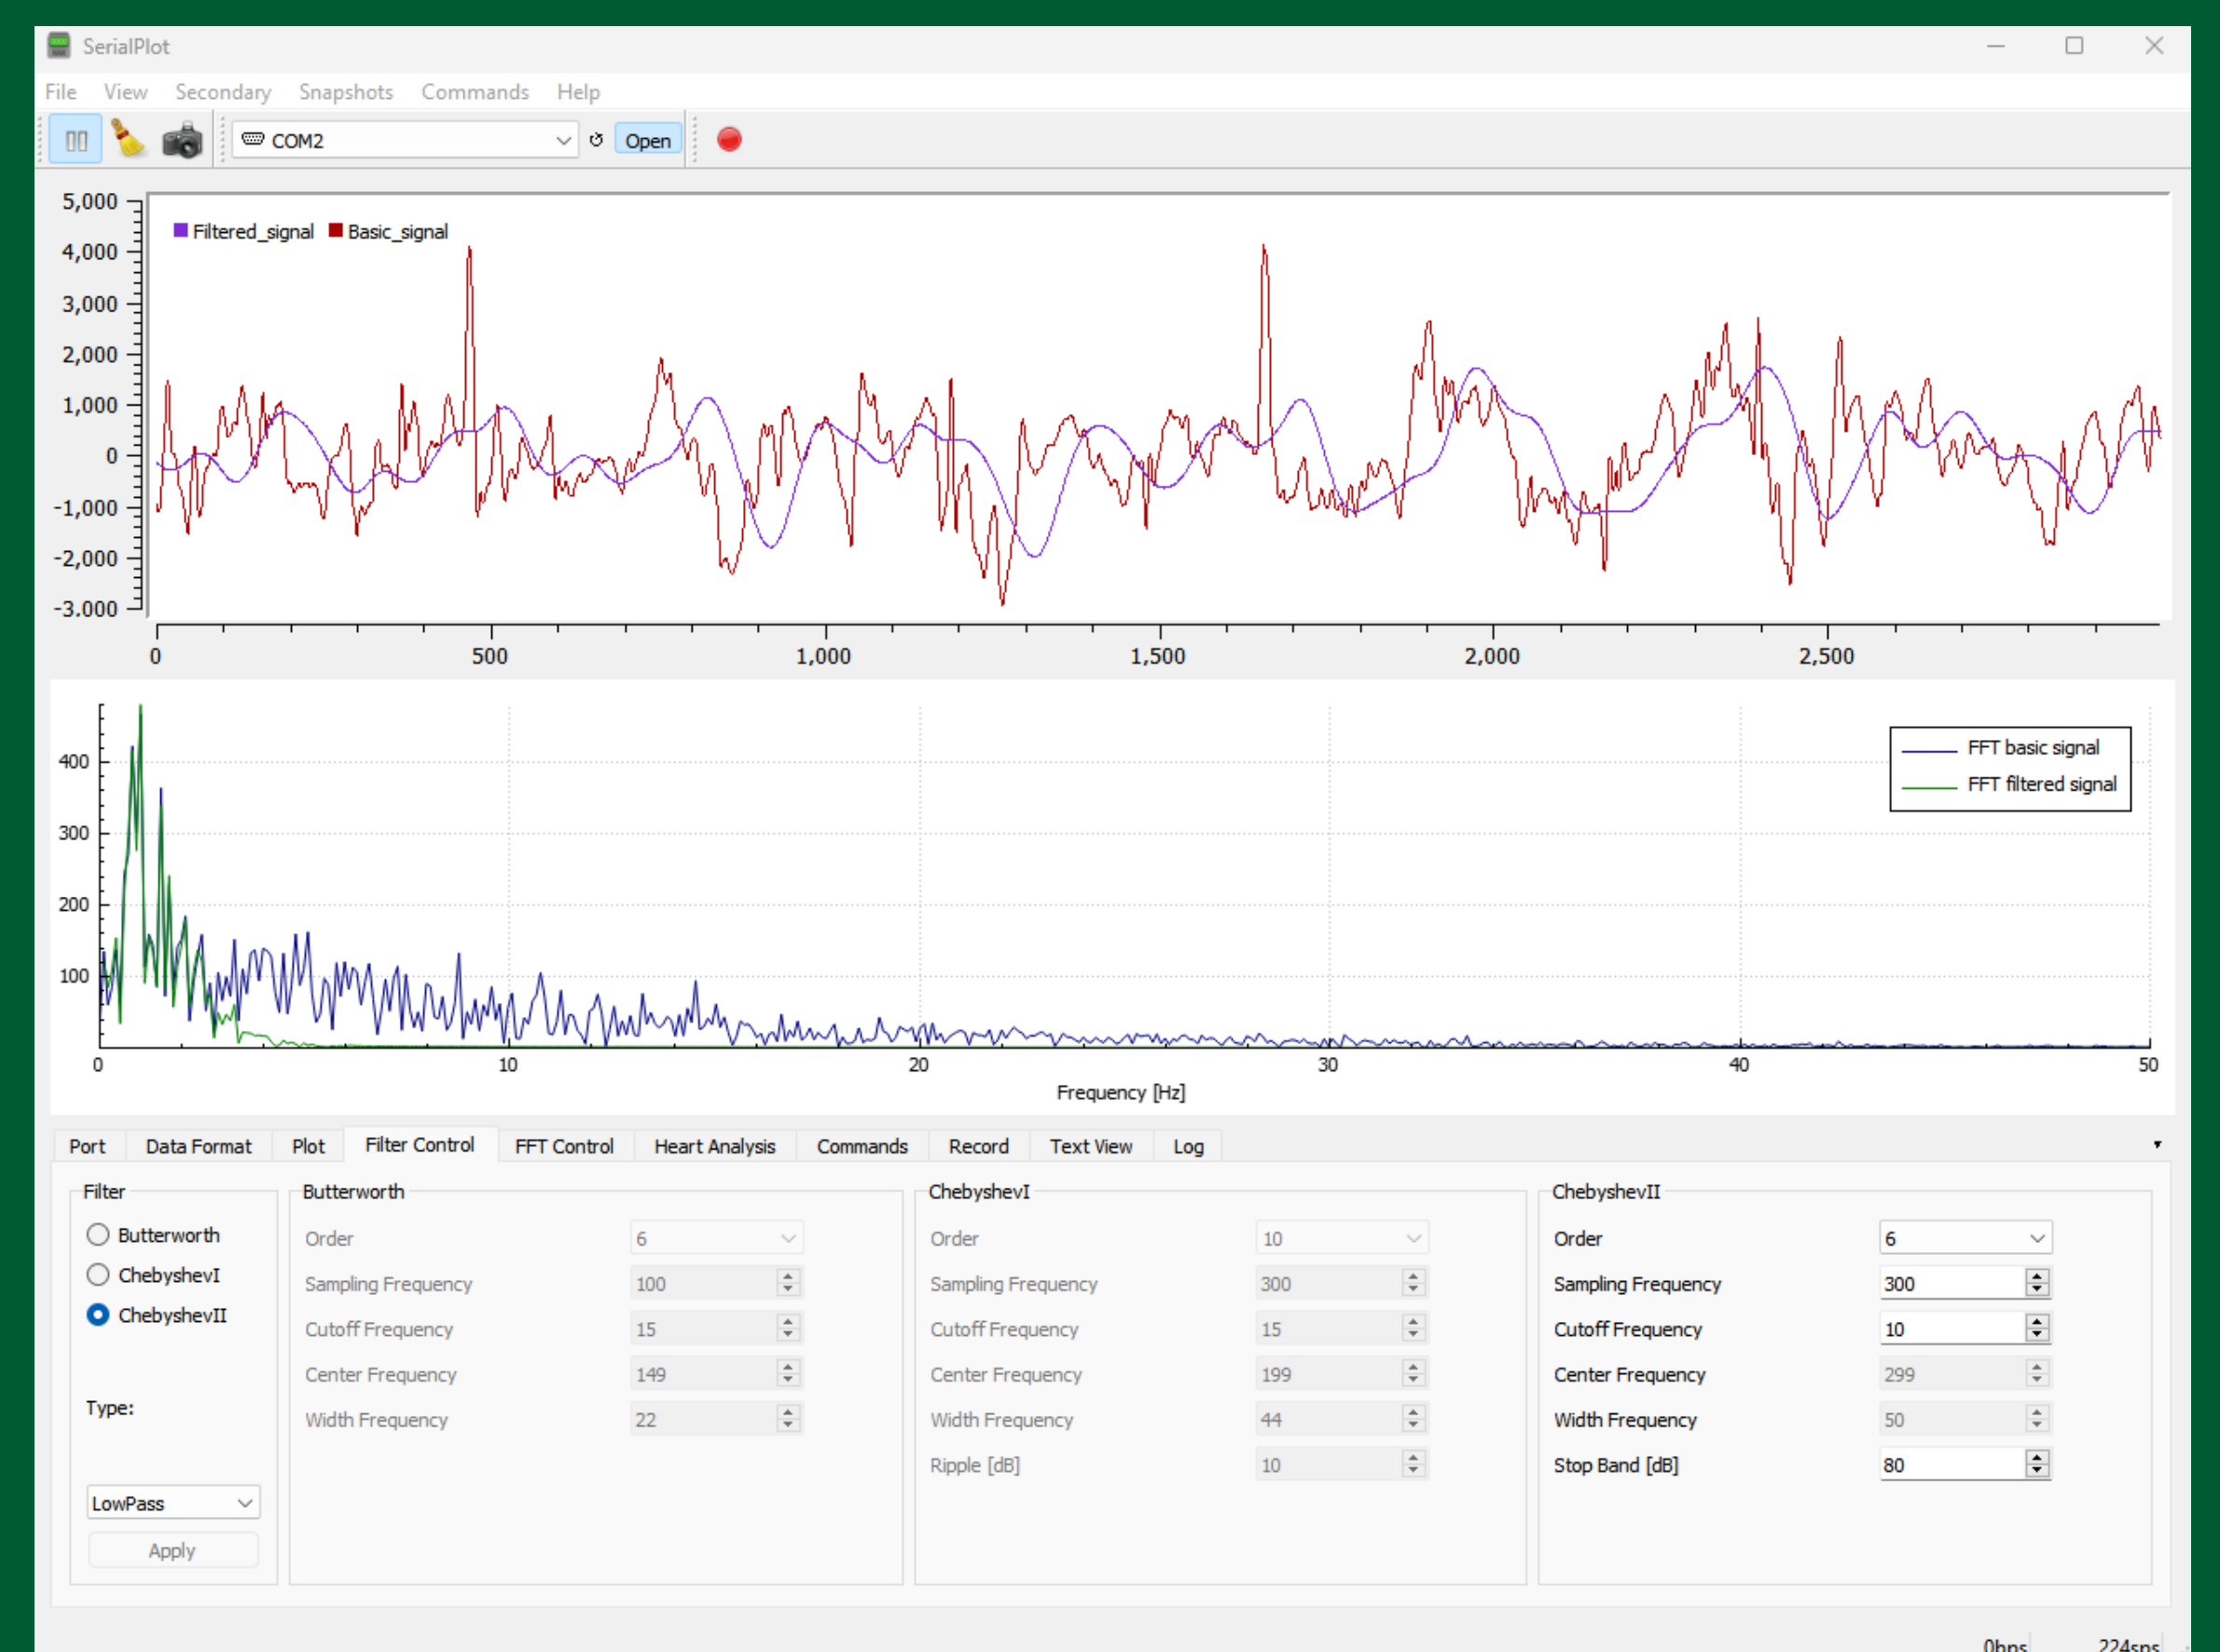 SerialPlot
File View Secondary Snapshots Commands Help
COM2 Open
5,000
4,000
3,000
2,000
1,000
0
-1,000
-2,000
-3.000
Filtered_signal Basic_signal
0 500 1,000 1,500 2,000 2,500
400
300
200
100
FFT basic signal
FFT filtered signal
0 10 20 30 40 50
Frequency [Hz]
Port Data Format Plot Filter Control FFT Control Heart Analysis Commands Record Text View Log
Filter
Butterworth
ChebyshevI
ChebyshevII
Type:
LowPass
Apply
Butterworth
Order 6
Sampling Frequency 100
Cutoff Frequency 15
Center Frequency 149
Width Frequency 22
ChebyshevI
Order 10
Sampling Frequency 300
Cutoff Frequency 15
Center Frequency 199
Width Frequency 44
Ripple [dB] 10
ChebyshevII
Order 6
Sampling Frequency 300
Cutoff Frequency 10
Center Frequency 299
Width Frequency 50
Stop Band [dB] 80
0bps 224sps